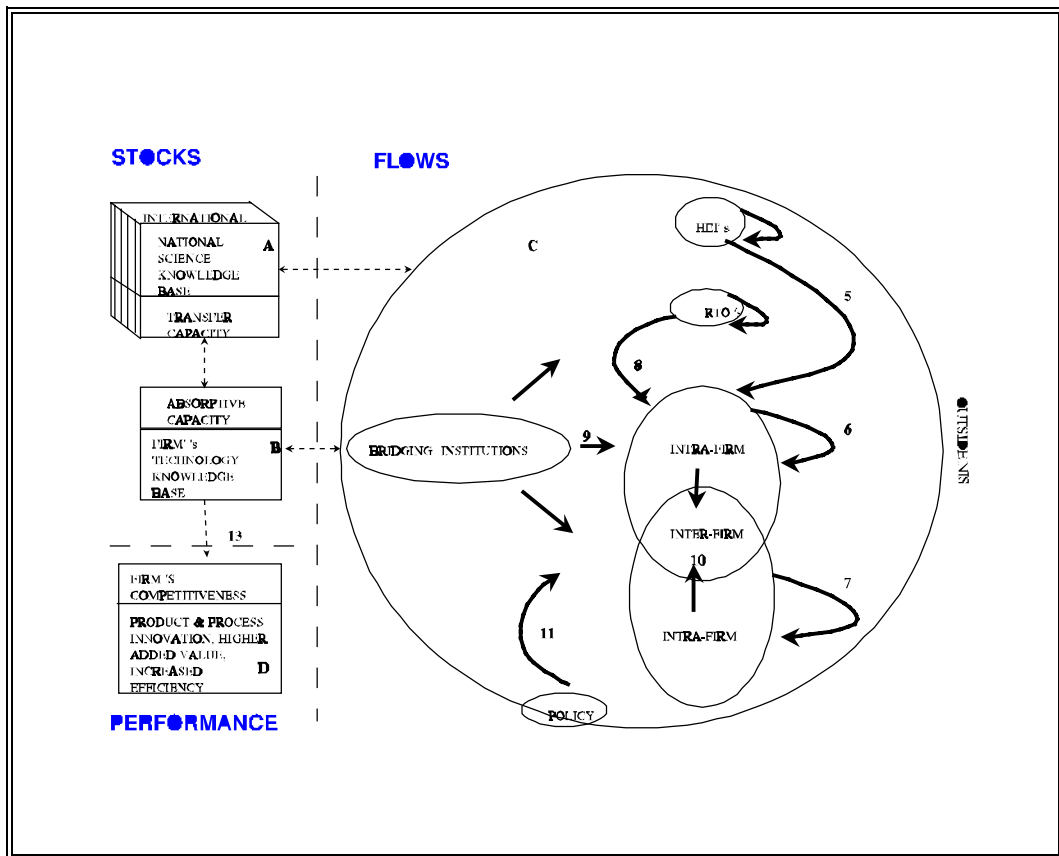 STOCKS
FLOWS
INTERNATIONAL
NATIONAL
SCIENCE
KNOWLEDGE
BASE
A
TRANSFER
CAPACITY
ABSORPTIVE
CAPACITY
FIRM's
TECHNOLOGY
KNOWLEDGE
BASE
B
13
FIRM'S
COMPETITIVENESS
PRODUCT & PROCESS
INNOVATION, HIGHER
ADDED VALUE,
INCREASED
EFFICIENCY
D
PERFORMANCE
C
HEI's
5
RTO's
8
BRIDGING INSTITUTIONS
9
INTRA-FIRM
6
INTER-FIRM
10
7
INTRA-FIRM
11
POLICY